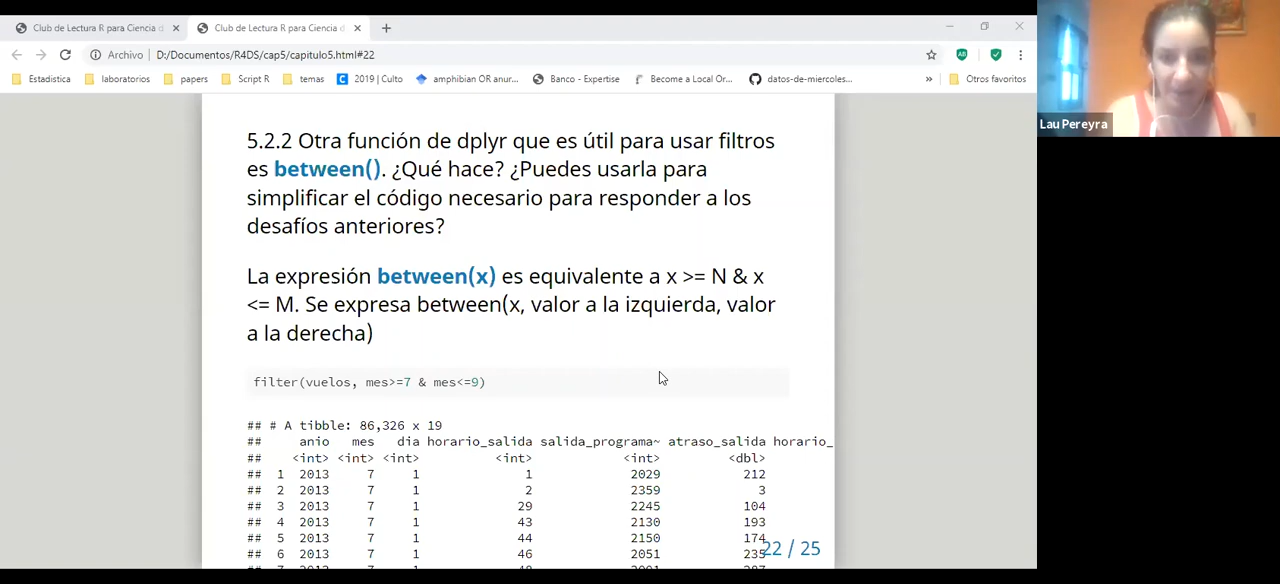 Club de Lectura R para Ciencia d
Club de Lectura R para Ciencia d
Archivo D:/Documentos/R4DS/cap5/capitulo5.html#22
Estadistica laboratorios papers Script R temas 2019 | Culto amphibian OR anur... Banco - Expertise Become a Local Or... datos-de-miercoles... » Otros favoritos
Lau Pereyra
5.2.2 Otra función de dplyr que es útil para usar filtros
es between(). ¿Qué hace? ¿Puedes usarla para
simplificar el código necesario para responder a los
desafíos anteriores?
La expresión between(x) es equivalente a x >= N & x
<= M. Se expresa between(x, valor a la izquierda, valor
a la derecha)
filter(vuelos, mes>=7 & mes<=9)
## # A tibble: 86,326 x 19
## anio mes dia horario_salida salida_programa~ atraso_salida horario_
## <int> <int> <int> <int> <int> <dbl>
## 1 2013 7 1 1 2029 212
## 2 2013 7 1 2 2359 3
## 3 2013 7 1 29 2245 104
## 4 2013 7 1 43 2130 193
## 5 2013 7 1 44 2150 174
## 6 2013 7 1 46 2051 235
22 / 25